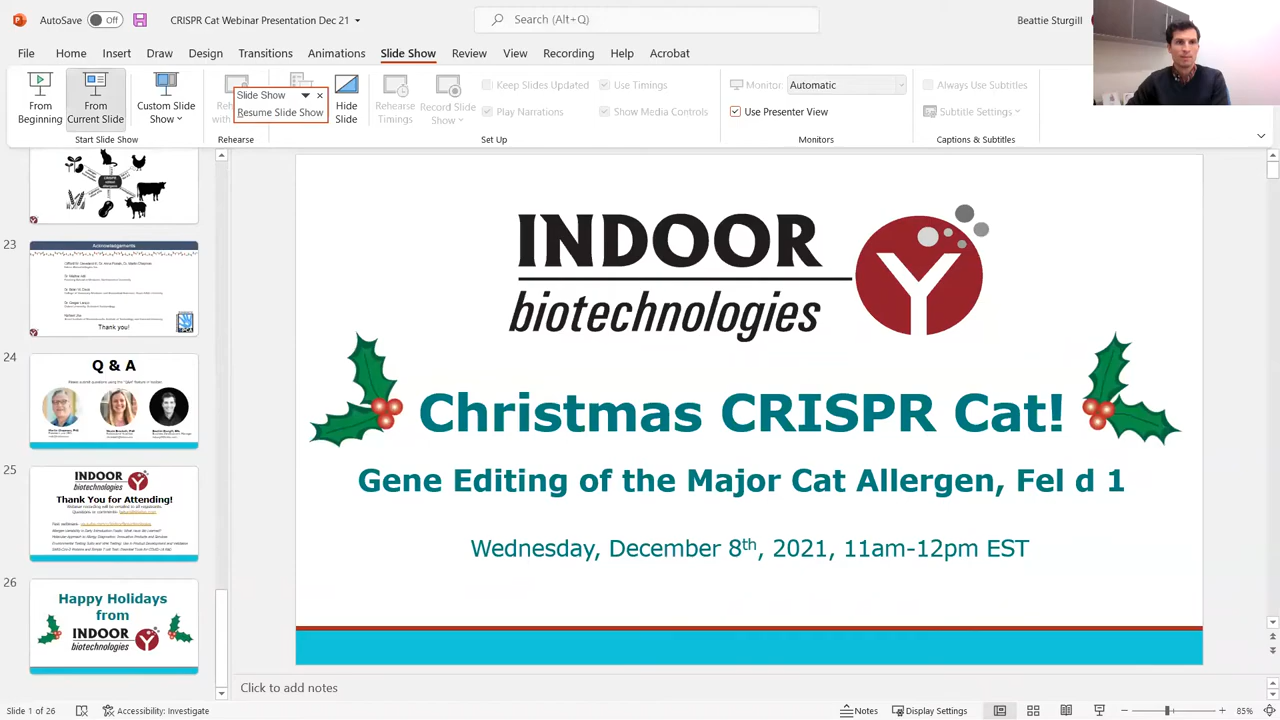 AutoSave
Off
CRISPR Cat Webinar Presentation Dec 21
Search (Alt+Q)
Beattie Sturgill
File
Home
Insert
Draw
Design
Transitions
Animations
Slide Show
View
Recording
Help
Acrobat
From Beginning
From Current Slide
Custom Slide Show
Slide Show
Resume Slide Show
Hide Slide
Rehearse Timings
Record Slide Show
Keep Slides Updated
Play Narrations
Use Timings
Show Media Controls
Monitor:
Automatic
Use Presenter View
Always Use Subtitles
Subtitle Settings
Start Slide Show
Rehearse
Set Up
Monitors
Captions & Subtitles
23
Acknowledgements
Thank you!
24
Q & A
25
INDOOR
biotechnologies
Thank You for Attending!
26
Happy Holidays
from
INDOOR
biotechnologies
INDOOR
biotechnologies
Y
Christmas CRISPR Cat!
Gene Editing of the Major Cat Allergen, Fel d 1
Wednesday, December 8th, 2021, 11am-12pm EST
Click to add notes
Slide 1 of 26
Accessibility: Investigate
Notes
Display Settings
85%